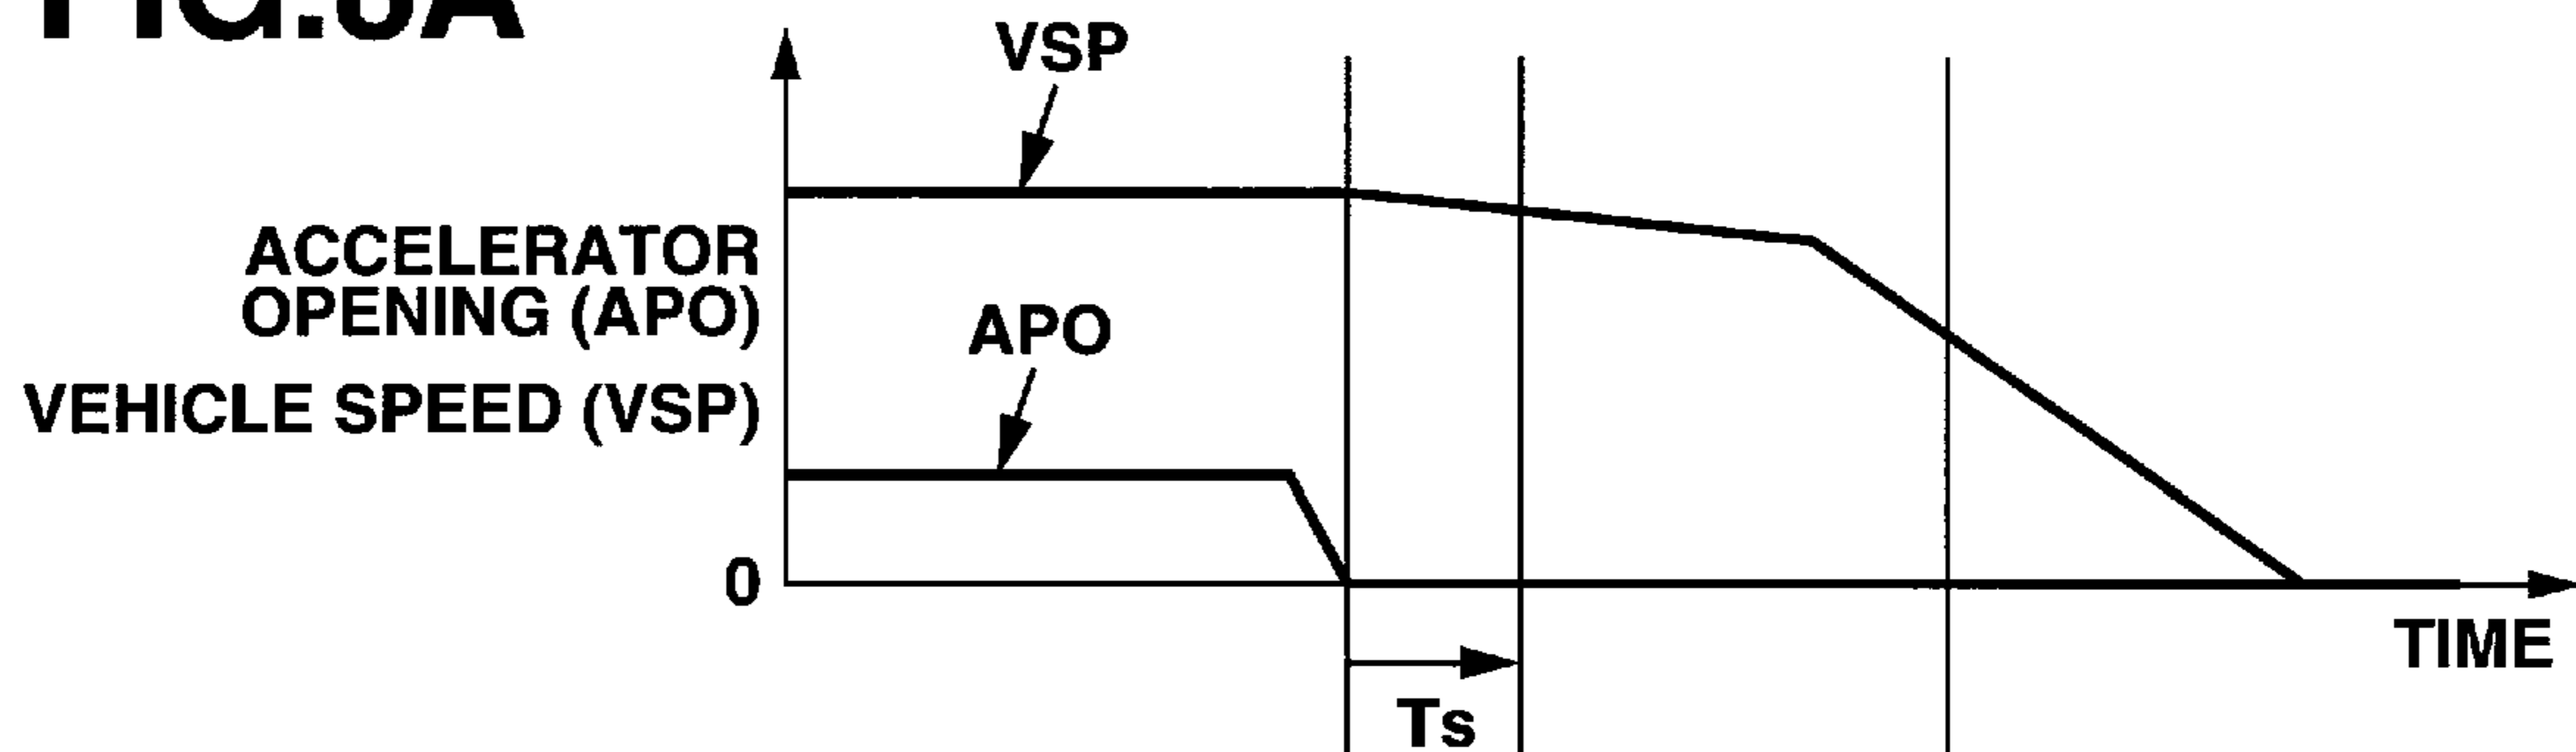 VSP
ACCELERATOR
OPENING (APO)
APO
VEHICLE SPEED (VSP)
0
TIME
Ts